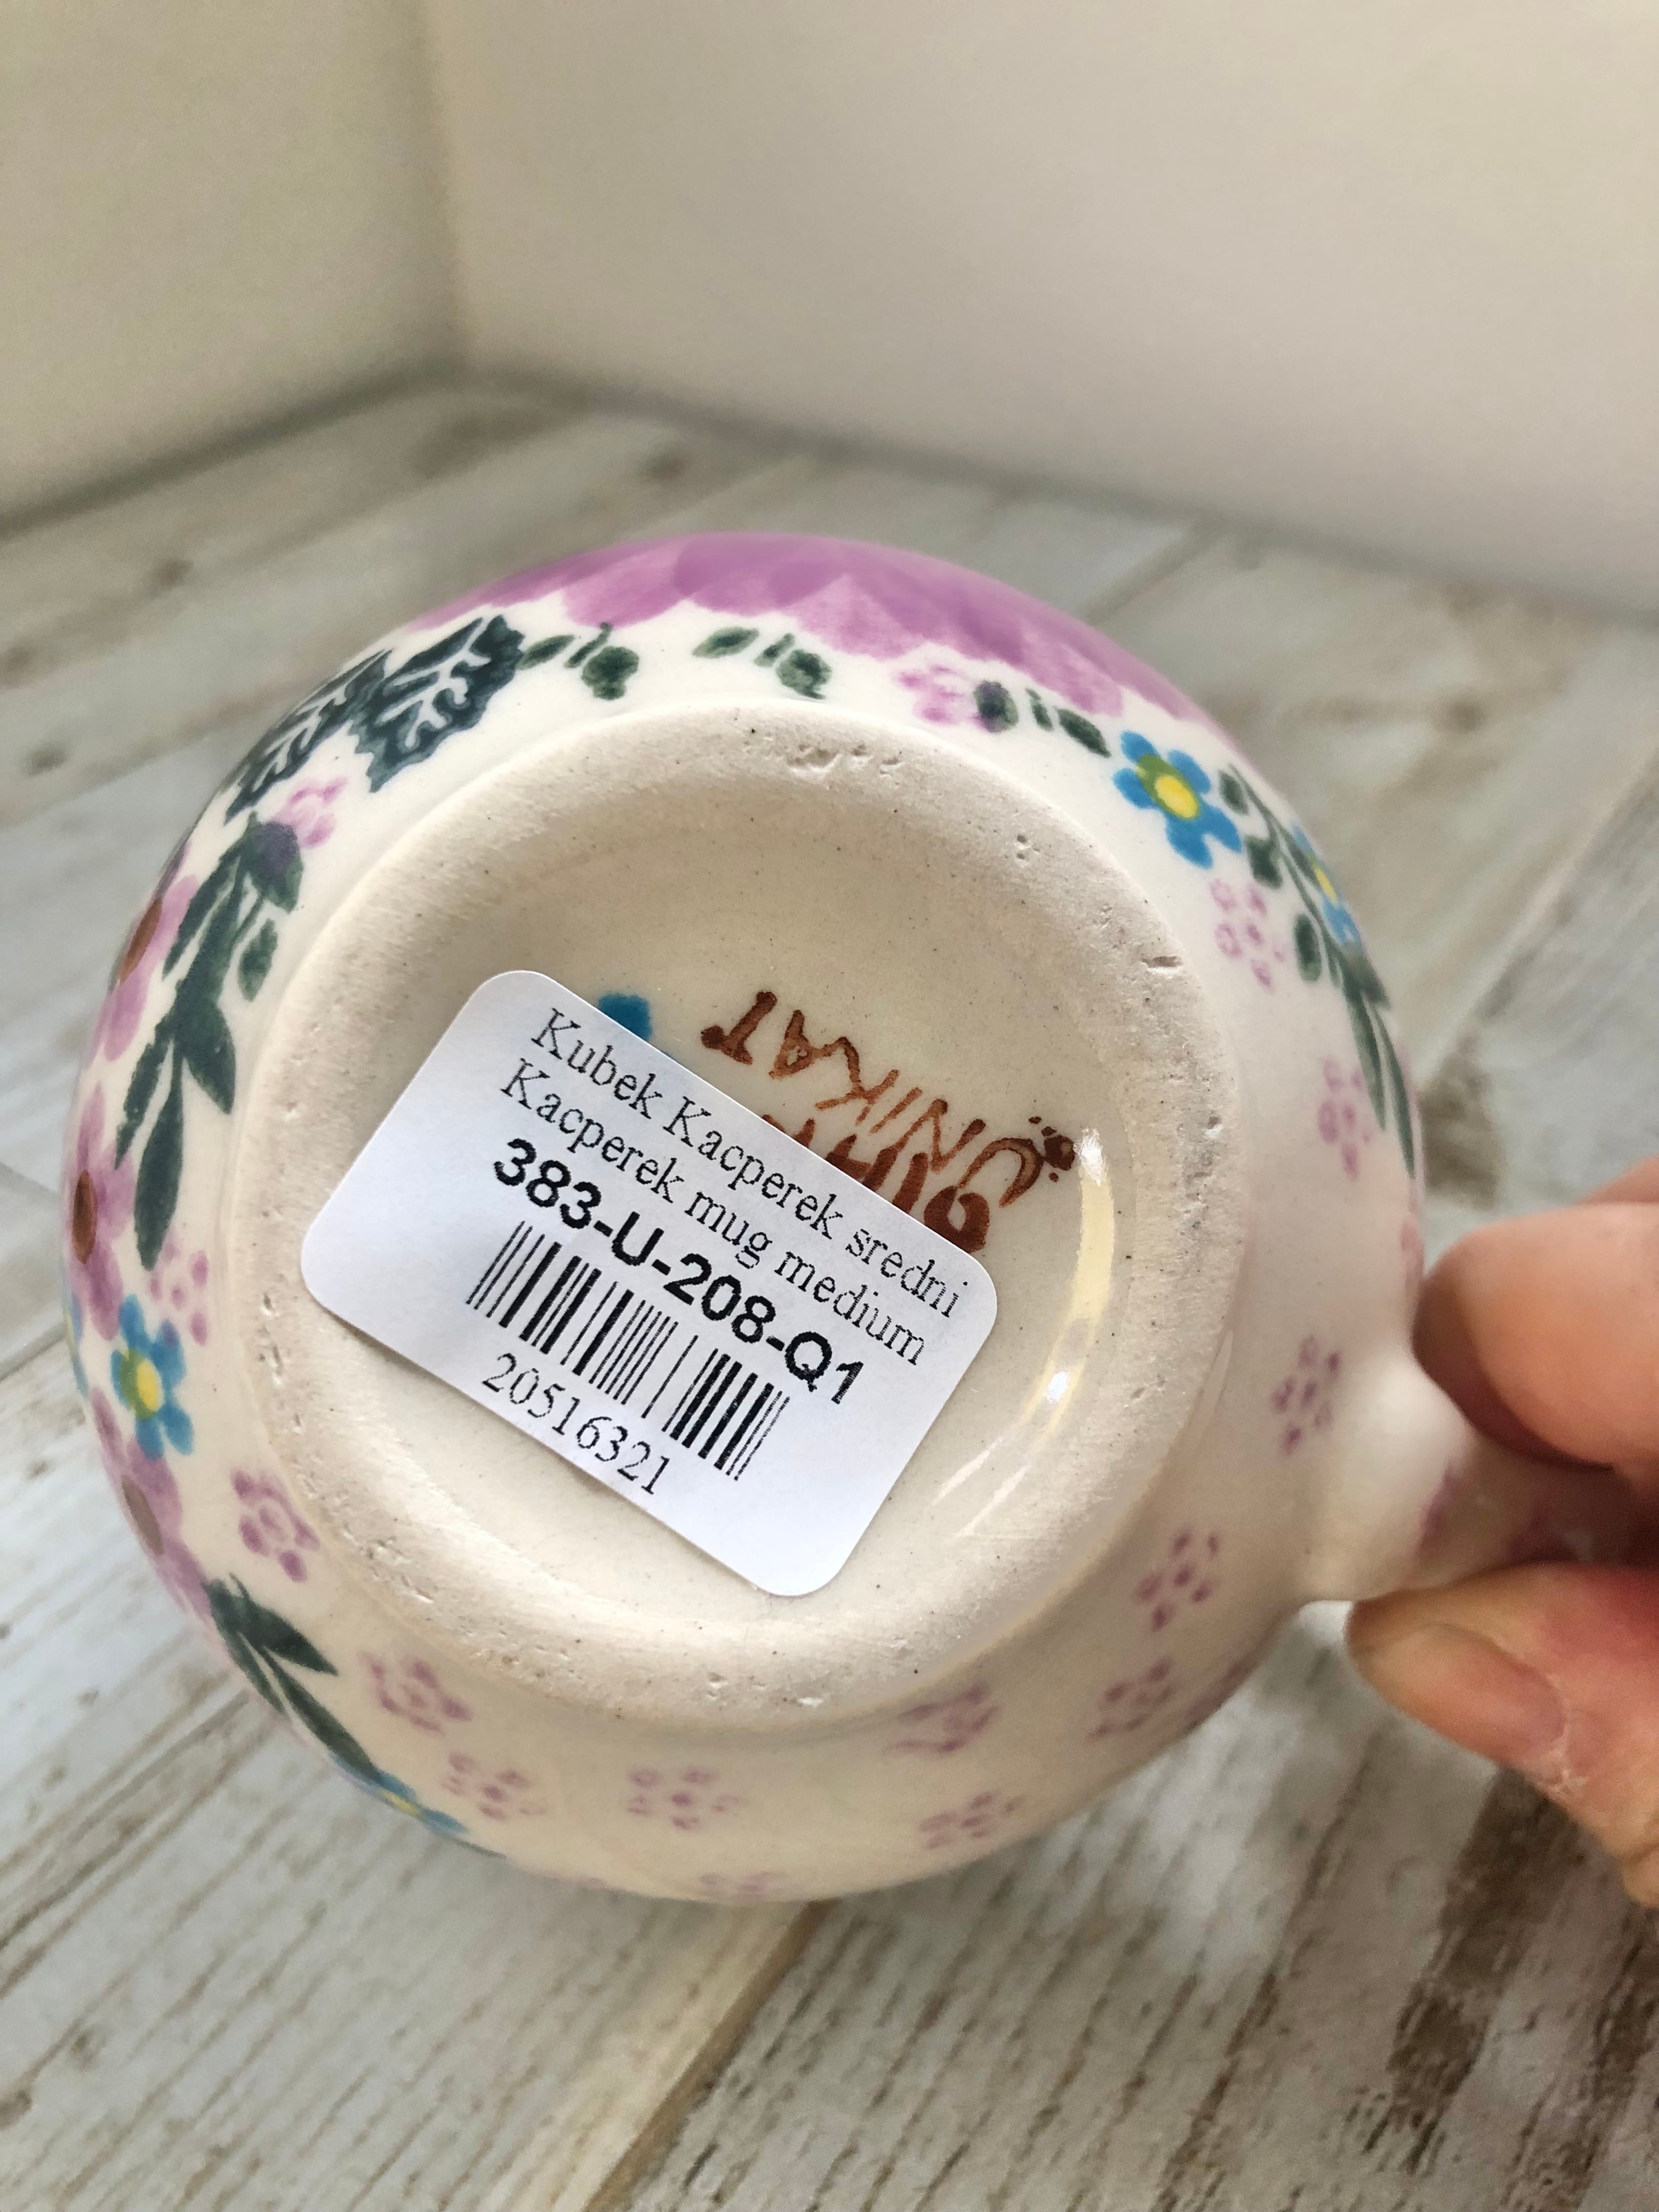 Kubek Kacperek sredni
Kacperek mug medium
383-U-208-Q1
20516321
UNIKAT